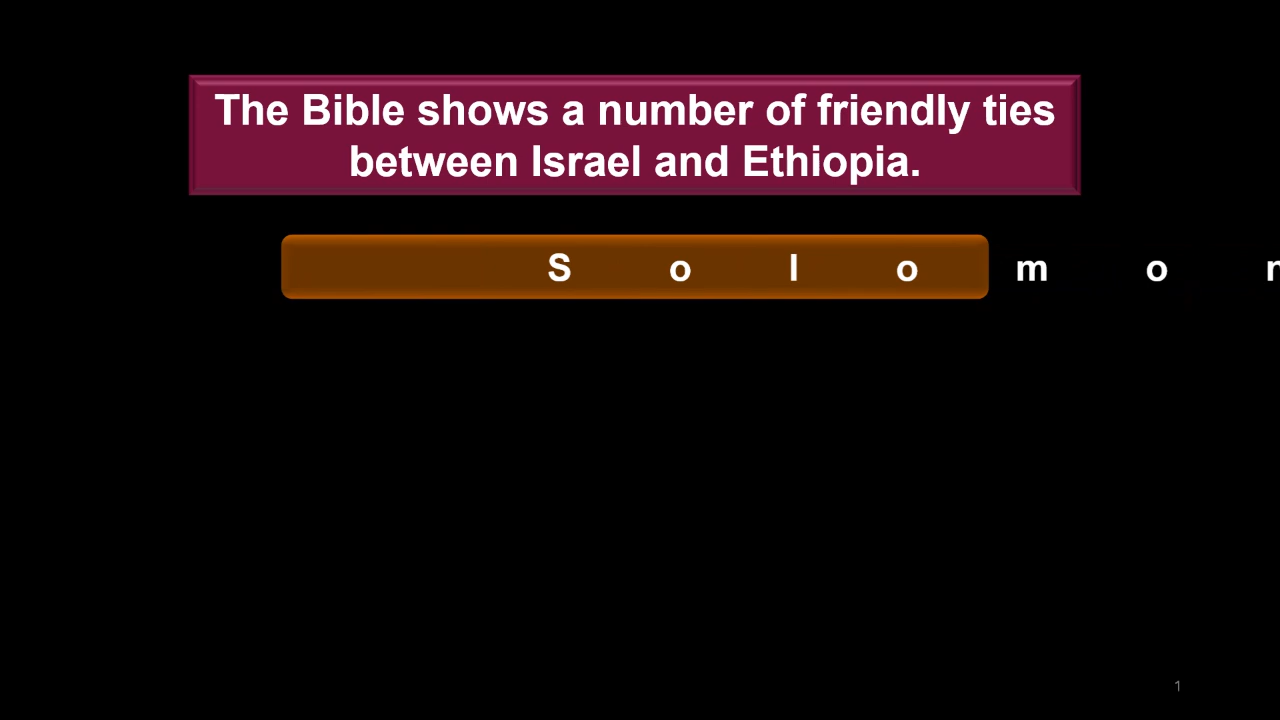 The Bible shows a number of friendly ties
between Israel and Ethiopia.
S o l o m o n
1